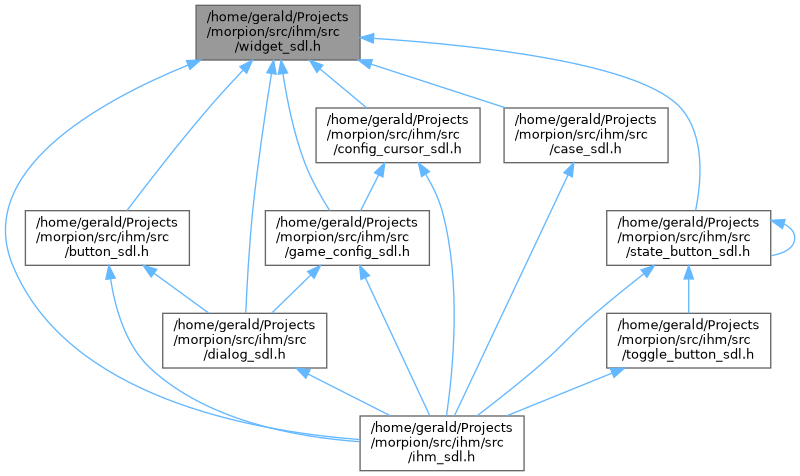 /home/gerald/Projects
/morpion/src/ihm/src
/widget_sdl.h
/home/gerald/Projects
/morpion/src/ihm/src
/config_cursor_sdl.h
/home/gerald/Projects
/morpion/src/ihm/src
/case_sdl.h
/home/gerald/Projects
/morpion/src/ihm/src
/button_sdl.h
/home/gerald/Projects
/morpion/src/ihm/src
/game_config_sdl.h
/home/gerald/Projects
/morpion/src/ihm/src
/state_button_sdl.h
/home/gerald/Projects
/morpion/src/ihm/src
/dialog_sdl.h
/home/gerald/Projects
/morpion/src/ihm/src
/toggle_button_sdl.h
/home/gerald/Projects
/morpion/src/ihm/src
/ihm_sdl.h